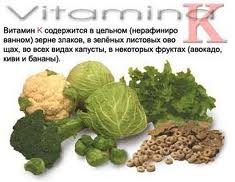 Vitamina
K
Витамин К содержится в цельном (нерафиниро
ванном) зерне злаков, в зелёных листовых ово
щах, во всех видах капусты, в некоторых фруктах (авокадо,
киви и бананы).